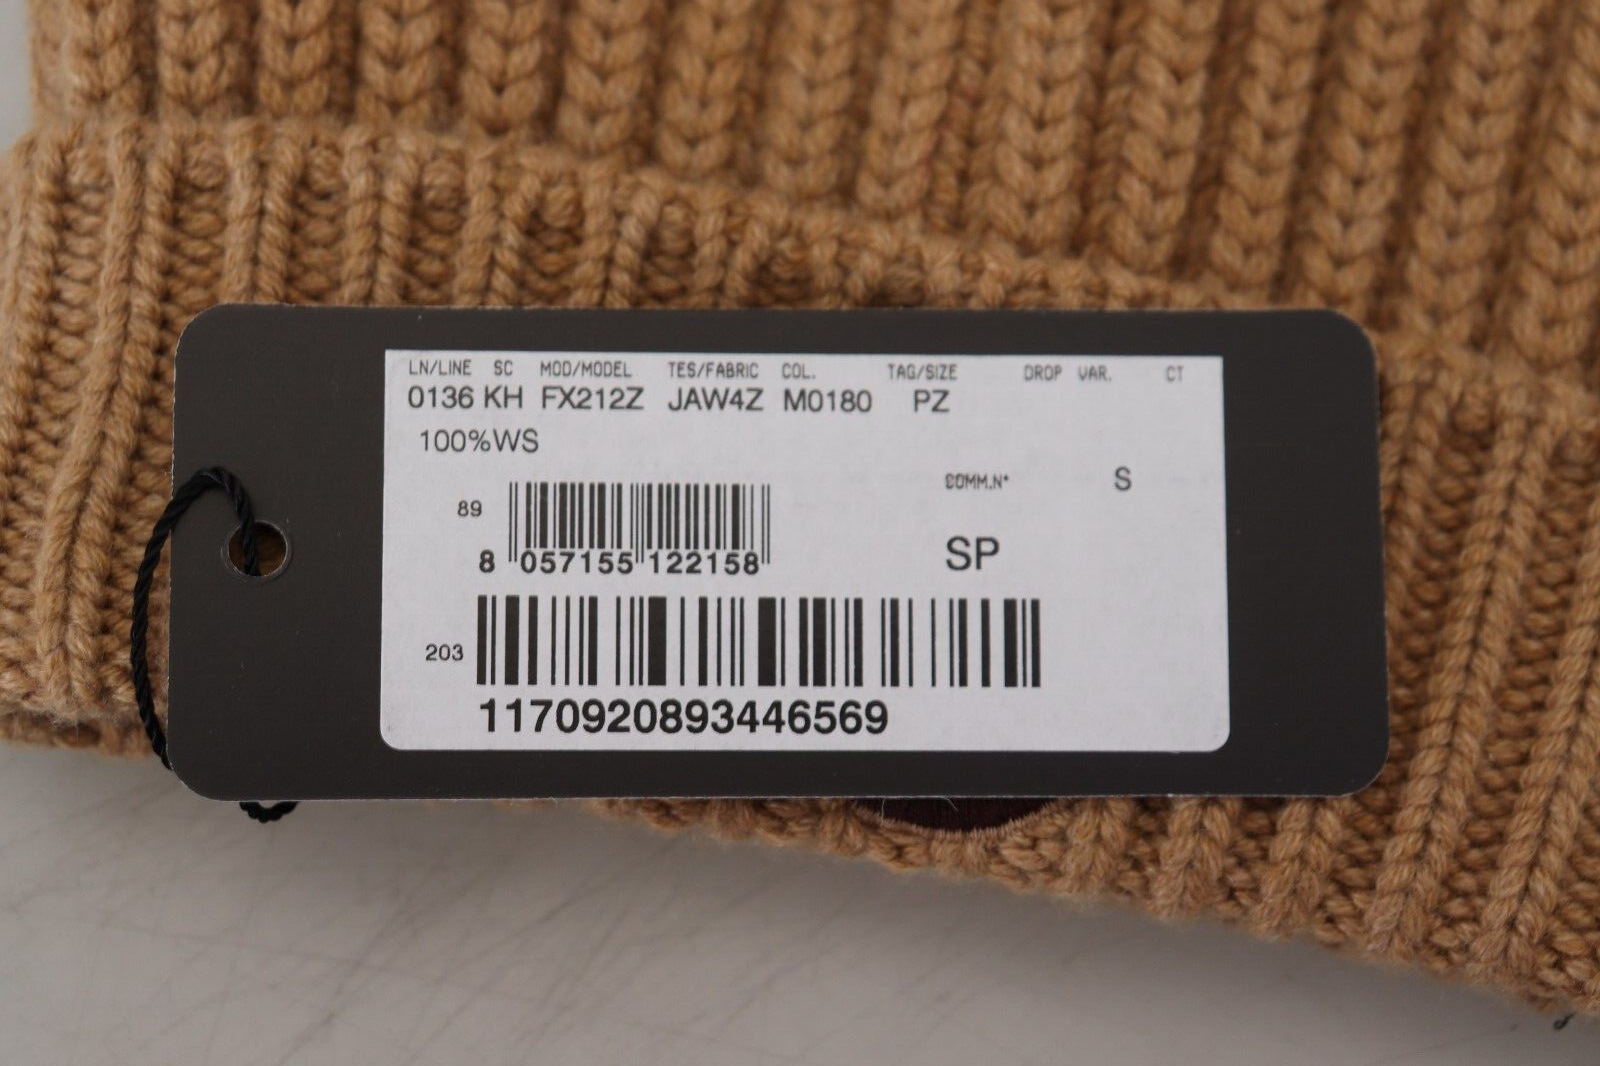 LN/LINE SC MOD/MODEL TES/FABRIC COL. TAG/SIZE DROP VAR. CT
0136 KH FX212Z JAW4Z M0180 PZ
100%WS
COMM.N° S
89
8 057155 122158
SP
203
1170920893446569